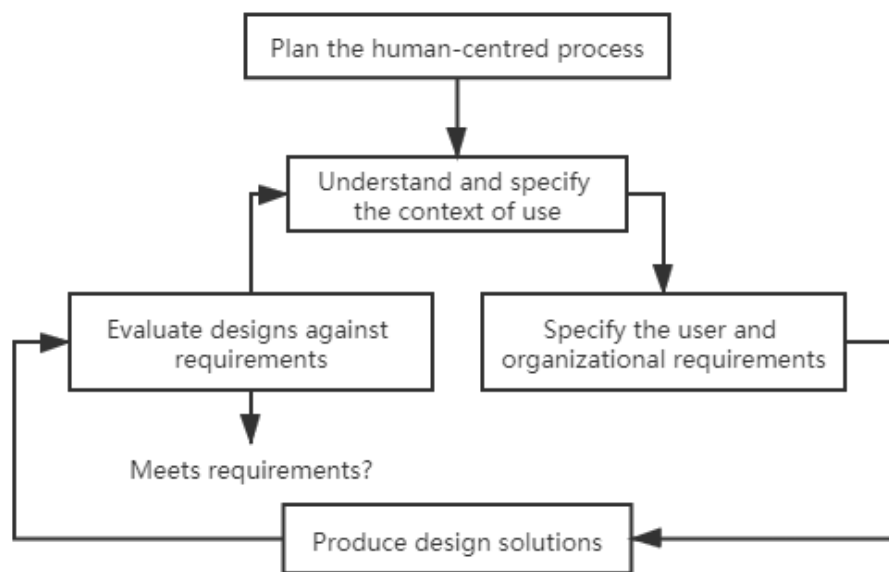 Plan the human-centred process
Understand and specify
the context of use
Evaluate designs against
requirements
Specify the user and
organizational requirements
Meets requirements?
Produce design solutions